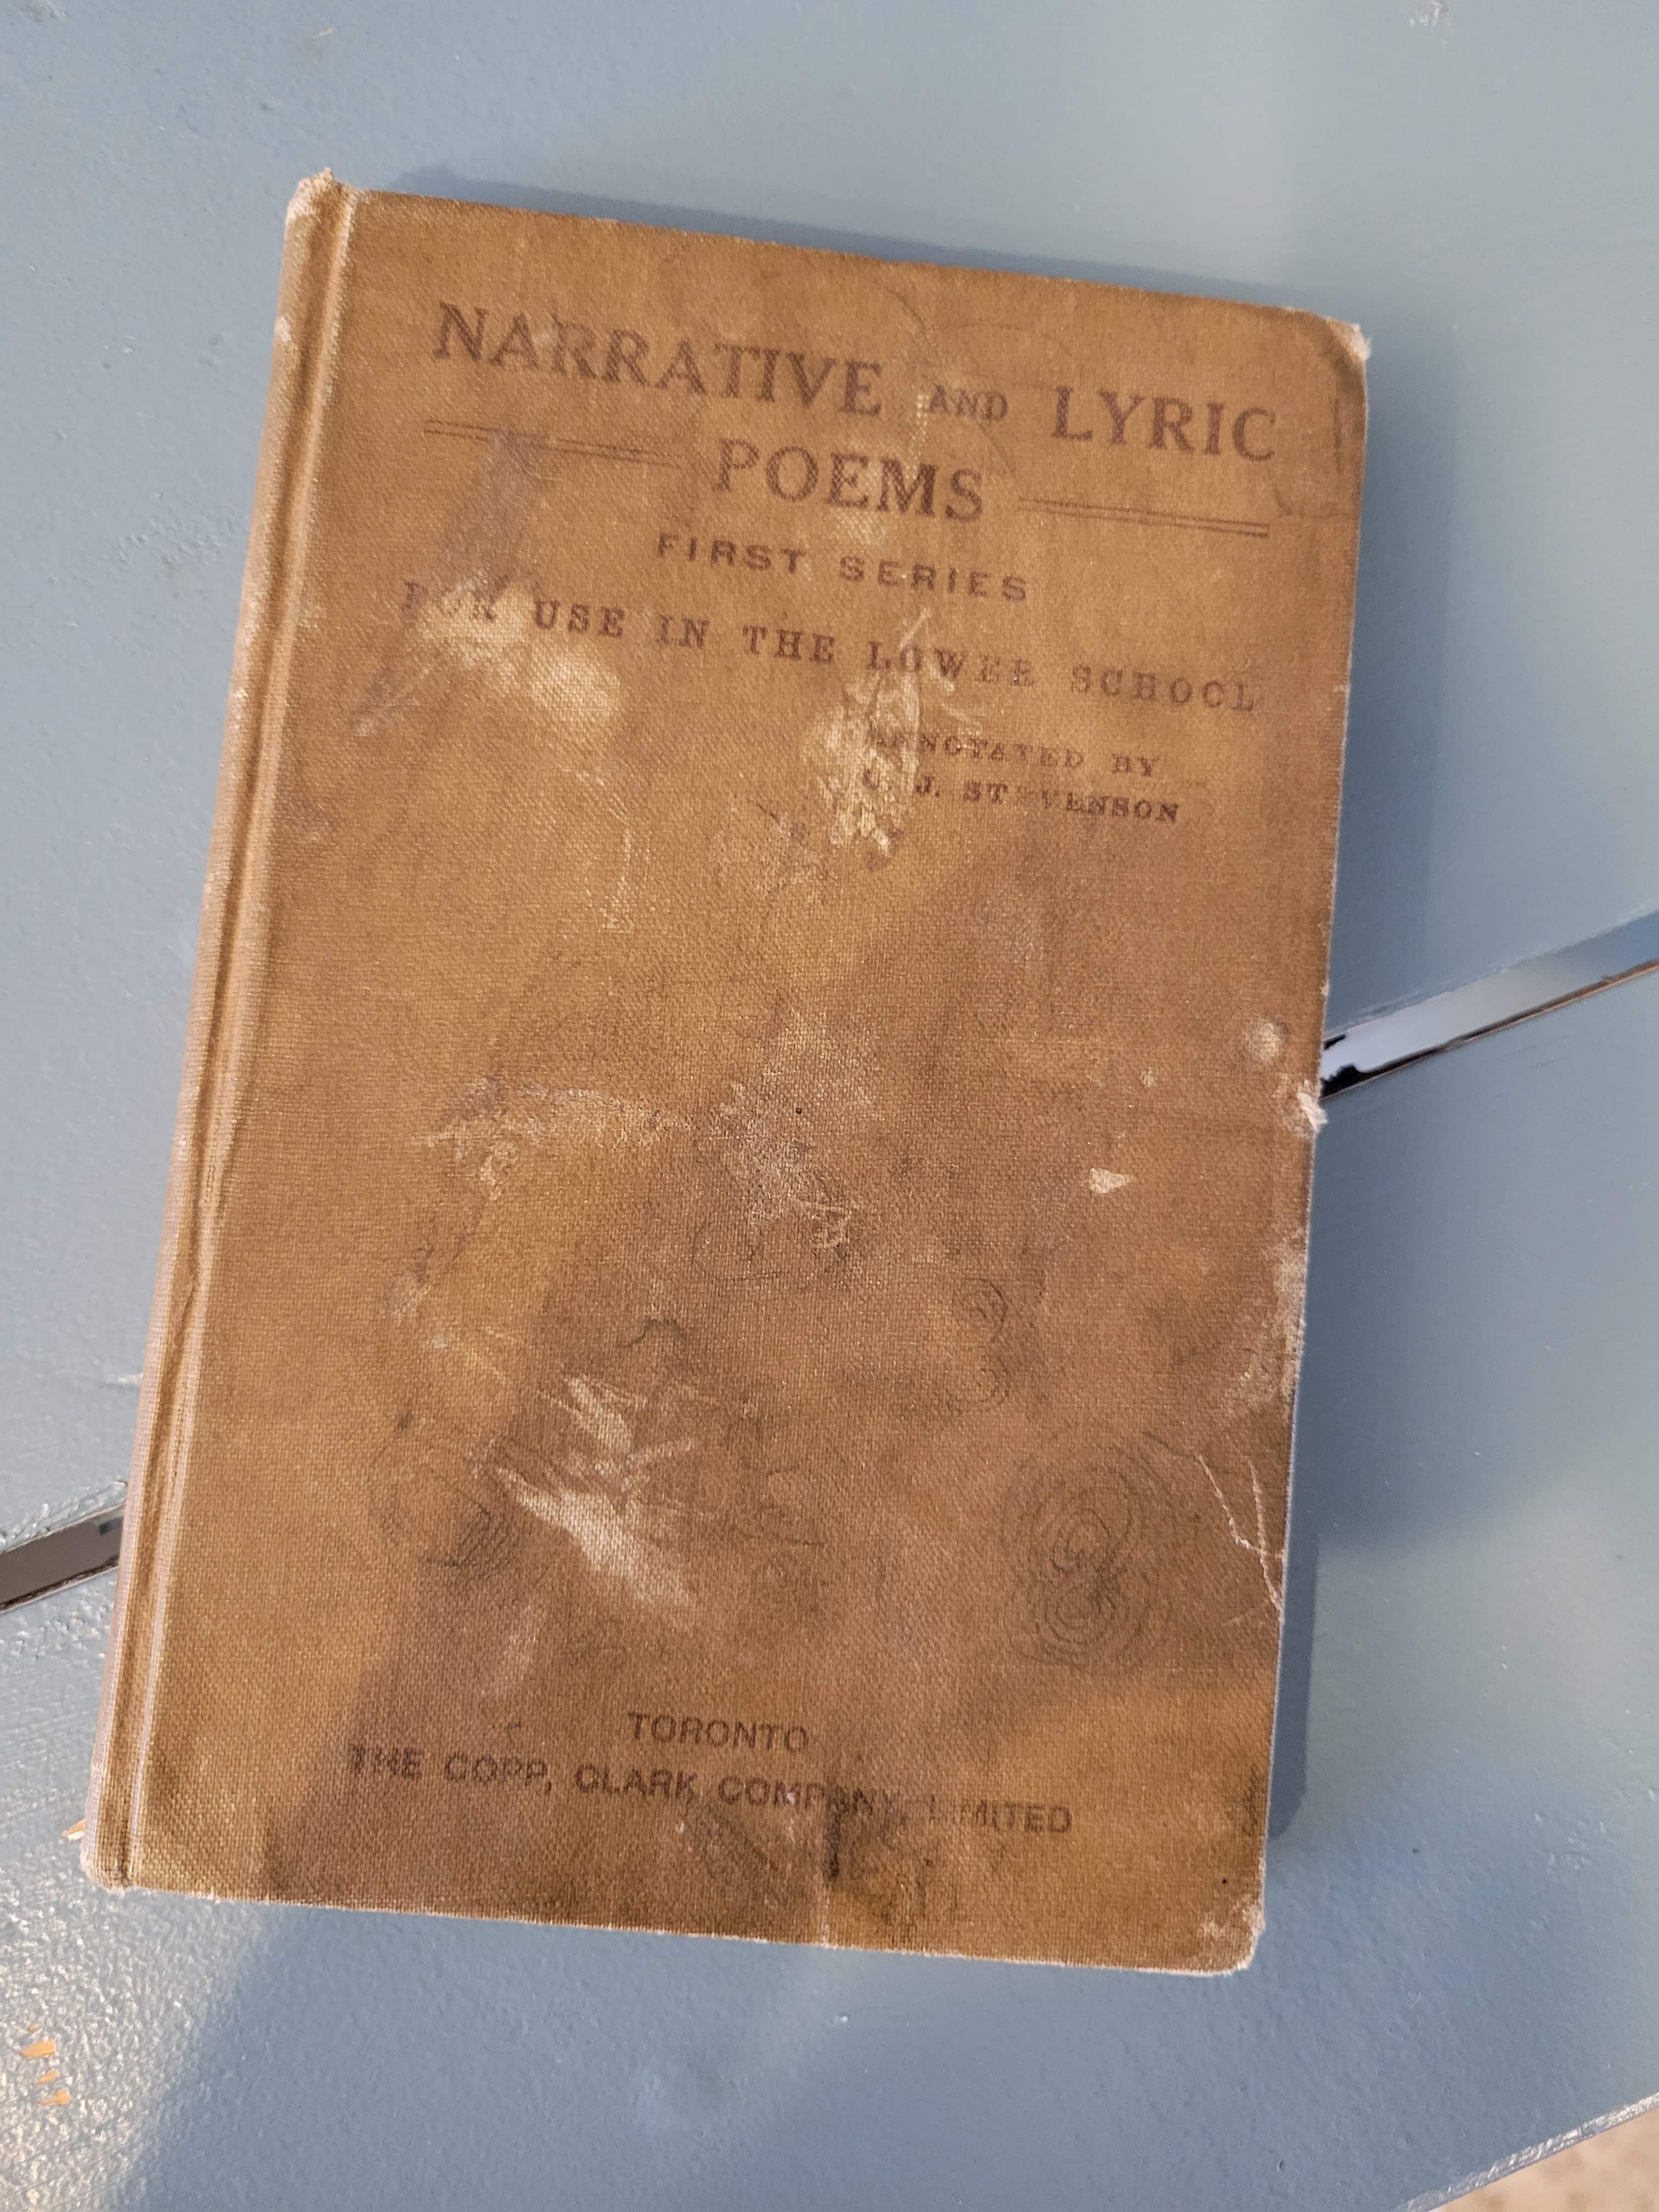 NARRATIVE AND LYRIC
POEMS
FIRST SERIES
FOR USE IN THE LOWER SCHOOL
ANNOTATED BY
J. STEVENSON
TORONTO
THE COPP, CLARK COMPANY, LIMITED